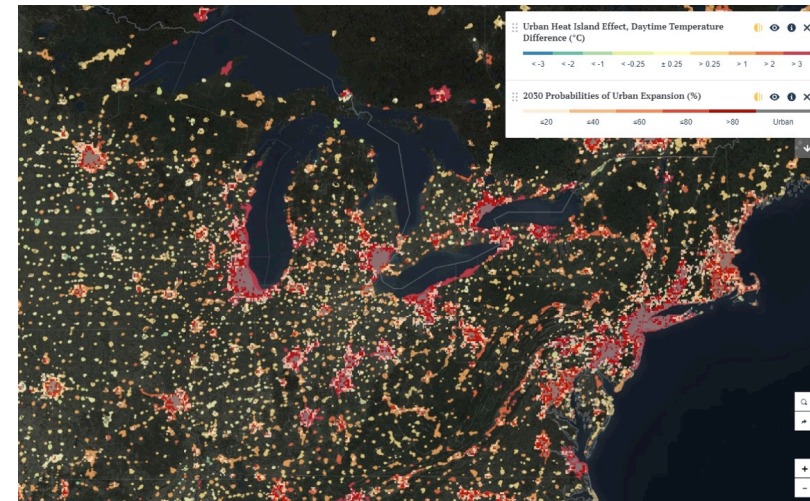 Urban Heat Island Effect, Daytime Temperature
Difference (°C)
< -3 < -2 < -1 < -0.25 ± 0.25 > 0.25 > 1 > 2 > 3
2030 Probabilities of Urban Expansion (%)
≤20 ≤40 ≤60 ≤80 >80 Urban